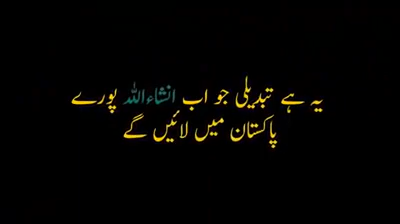 یہ ہے تبدیلی جو اب انشاءاللہ پورے
پاکستان میں لائیں گے